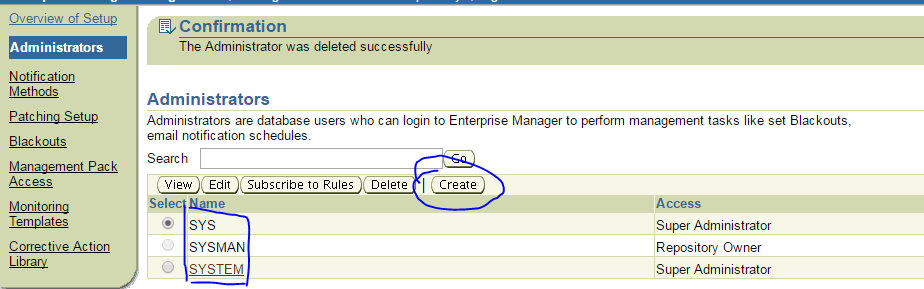 Overview of Setup
Administrators
Notification
Methods
Patching Setup
Blackouts
Management Pack
Access
Monitoring
Templates
Corrective Action
Library
Confirmation
The Administrator was deleted successfully
Administrators
Administrators are database users who can login to Enterprise Manager to perform management tasks like set Blackouts,
email notification schedules.
Search Go
View Edit Subscribe to Rules Delete | Create
Select Name Access
SYS Super Administrator
SYSMAN Repository Owner
SYSTEM Super Administrator